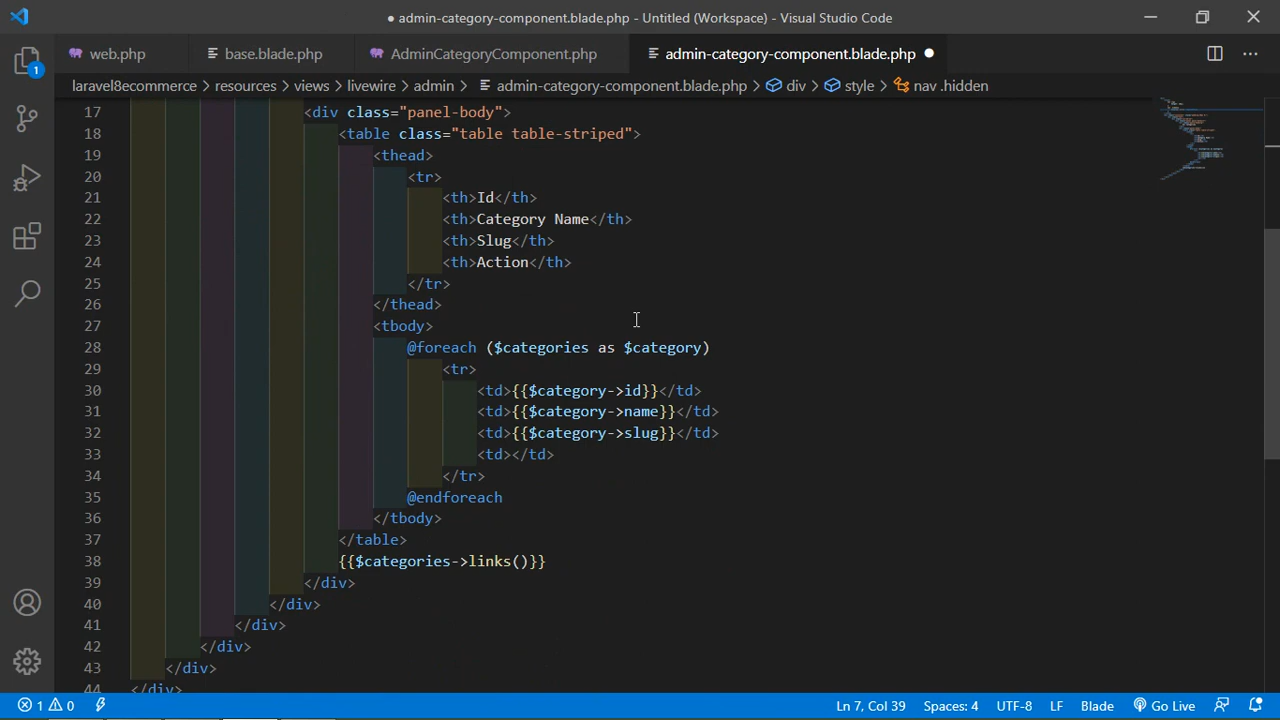 ● admin-category-component.blade.php - Untitled (Workspace) - Visual Studio Code
web.php base.blade.php AdminCategoryComponent.php admin-category-component.blade.php ●
laravel8ecommerce > resources > views > livewire > admin > admin-category-component.blade.php > div > style > nav .hidden
1
17 <div class="panel-body">
18 <table class="table table-striped">
19 <thead>
20 <tr>
21 <th>Id</th>
22 <th>Category Name</th>
23 <th>Slug</th>
24 <th>Action</th>
25 </tr>
26 </thead>
27 <tbody>
28 @foreach ($categories as $category)
29 <tr>
30 <td>{{$category->id}}</td>
31 <td>{{$category->name}}</td>
32 <td>{{$category->slug}}</td>
33 <td></td>
34 </tr>
35 @endforeach
36 </tbody>
37 </table>
38 {{$categories->links()}}
39 </div>
40 </div>
41 </div>
42 </div>
43 </div>
44 </div>
1 0 Ln 7, Col 39 Spaces: 4 UTF-8 LF Blade Go Live